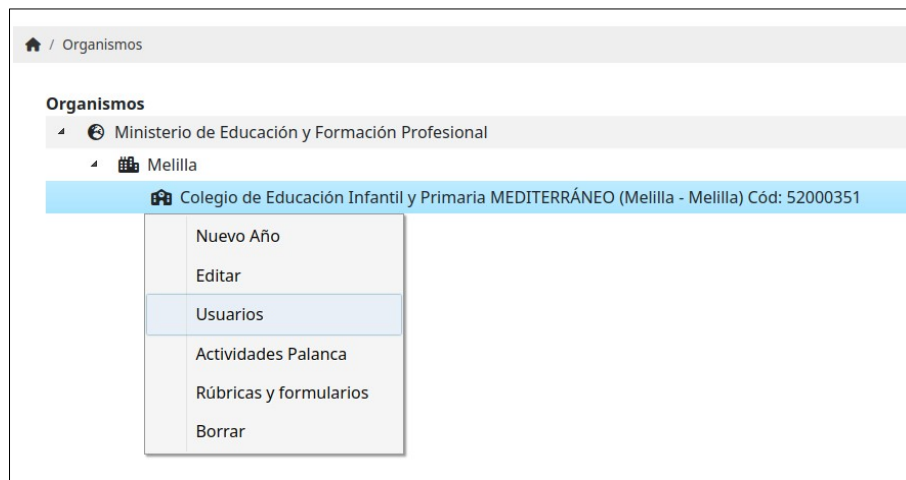 / Organismos
Organismos
Ministerio de Educación y Formación Profesional
Melilla
Colegio de Educación Infantil y Primaria MEDITERRÁNEO (Melilla - Melilla) Cód: 52000351
Nuevo Año
Editar
Usuarios
Actividades Palanca
Rúbricas y formularios
Borrar